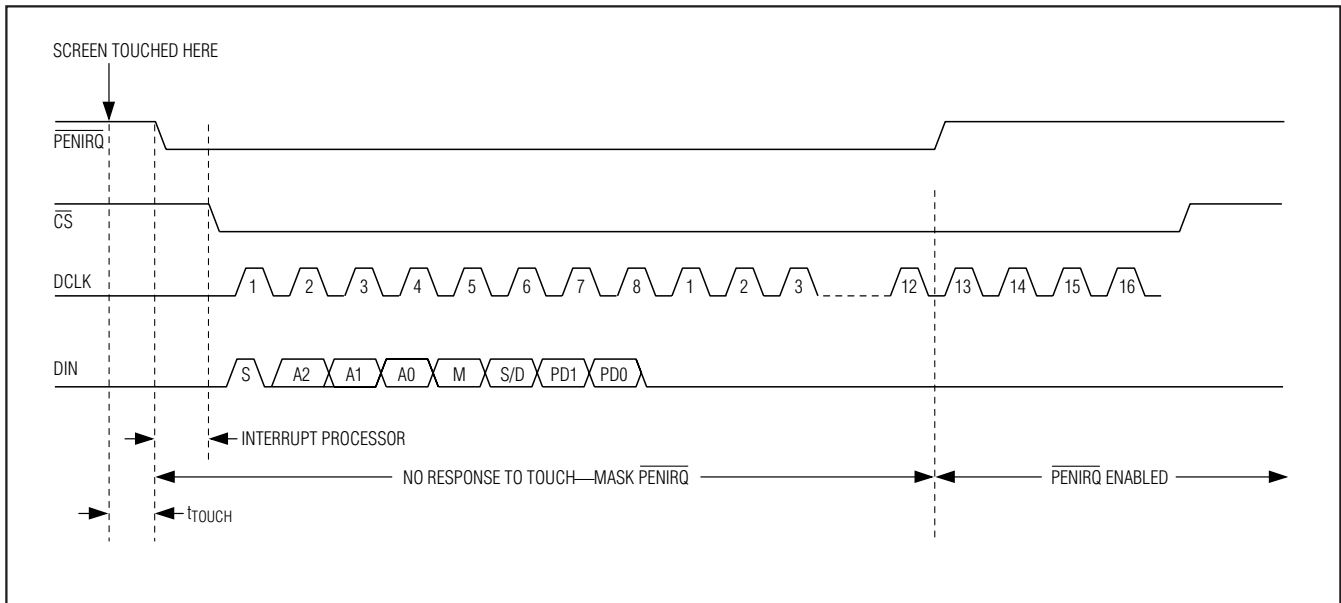 SCREEN TOUCHED HERE
PENIRQ
CS
DCLK
1 2 3 4 5 6 7 8 1 2 3 12 13 14 15 16
DIN
S A2 A1 A0 M S/D PD1 PD0
INTERRUPT PROCESSOR
NO RESPONSE TO TOUCH—MASK PENIRQ
PENIRQ ENABLED
tTOUCH